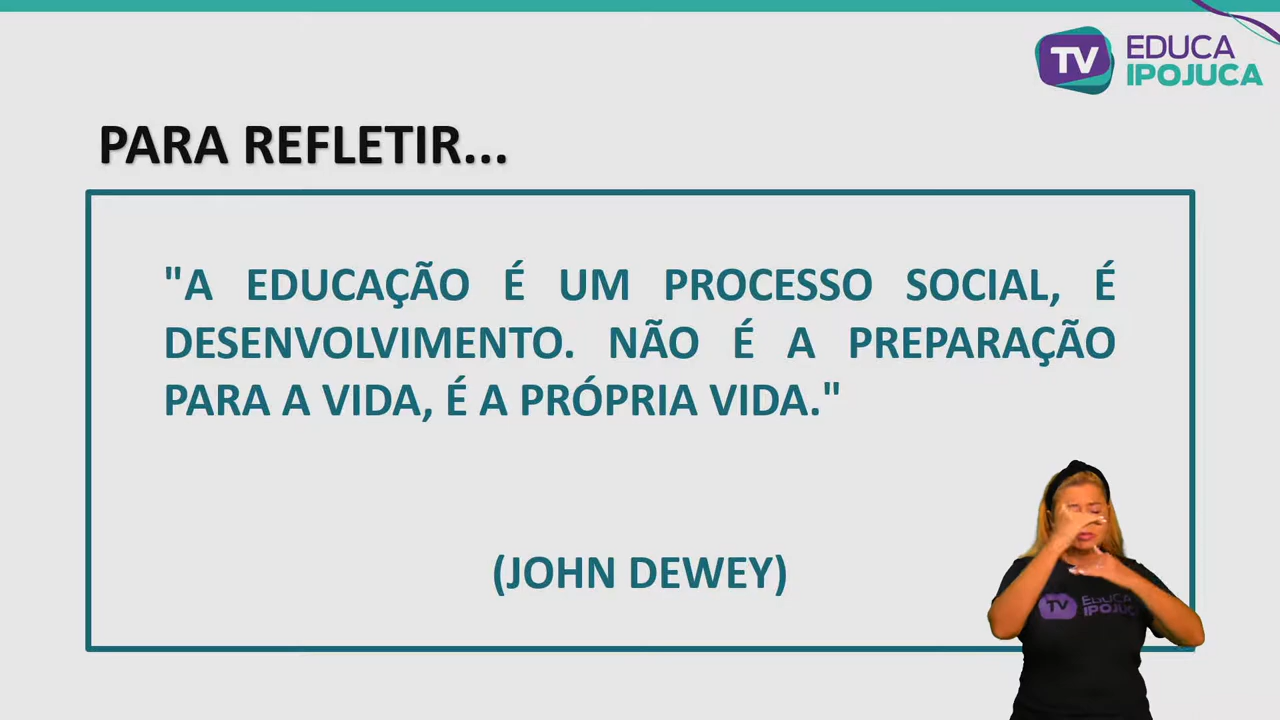 TV EDUCA
IPOJUCA
PARA REFLETIR...
"A EDUCAÇÃO É UM PROCESSO SOCIAL, É
DESENVOLVIMENTO. NÃO É A PREPARAÇÃO
PARA A VIDA, É A PRÓPRIA VIDA."
(JOHN DEWEY)
TV EDUCA
IPOJUCA